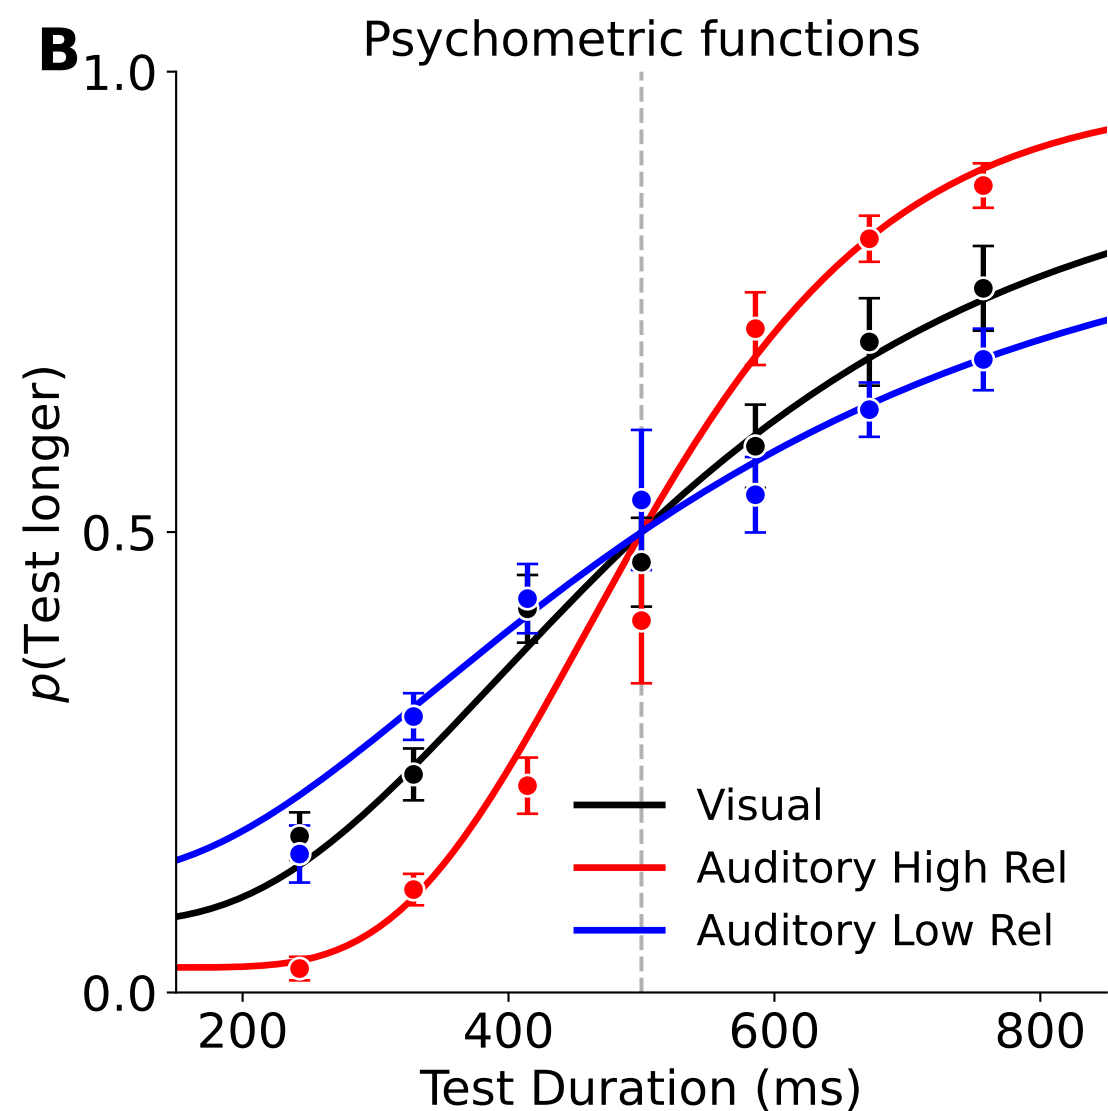 B
Psychometric functions
1.0
0.5
0.0
p(Test longer)
Visual
Auditory High Rel
Auditory Low Rel
200 400 600 800
Test Duration (ms)